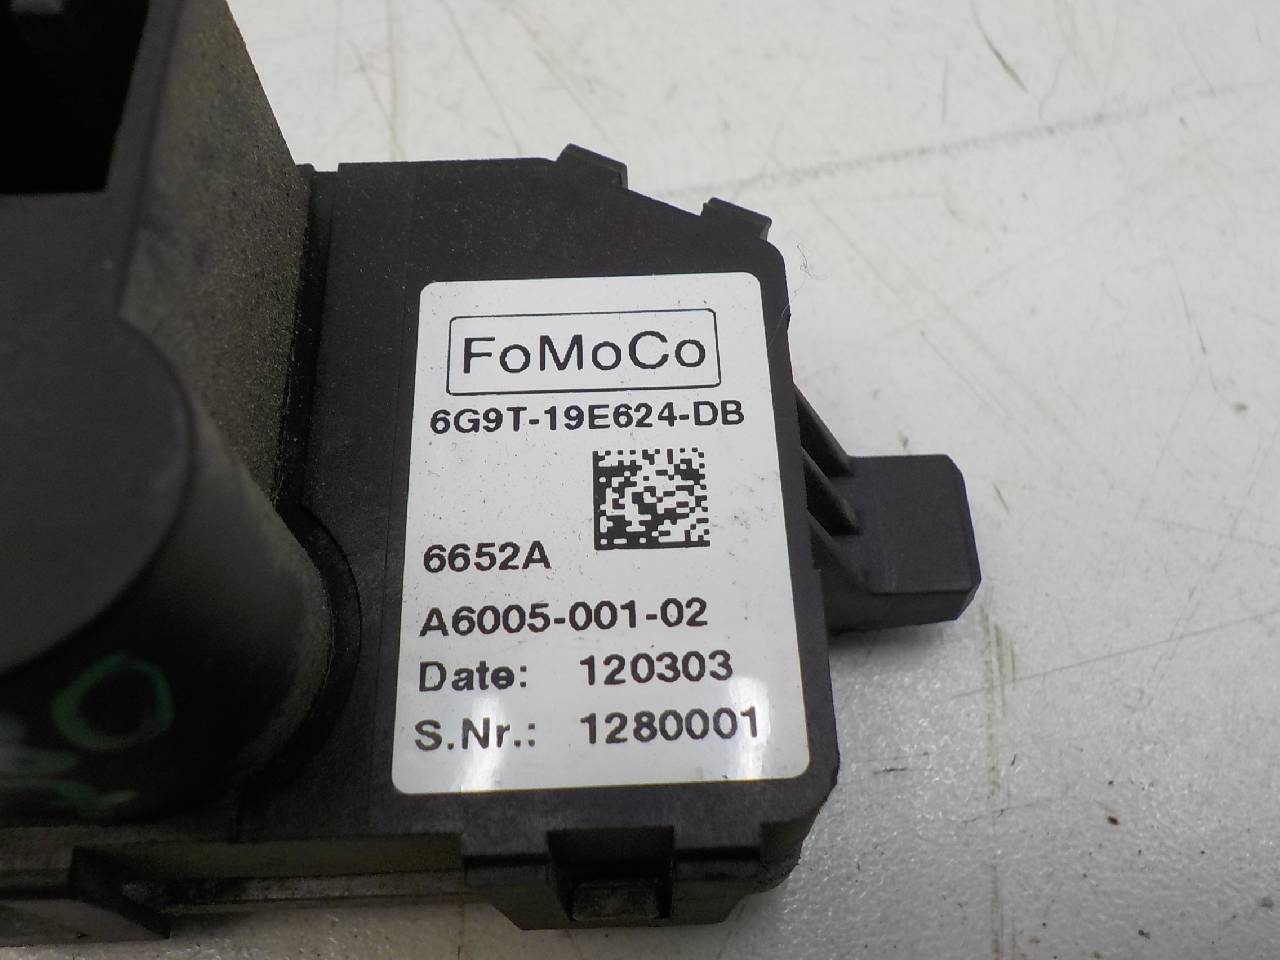 FoMoCo
6G9T-19E624-DB
6652A
A6005-001-02
Date: 120303
S.Nr.: 1280001